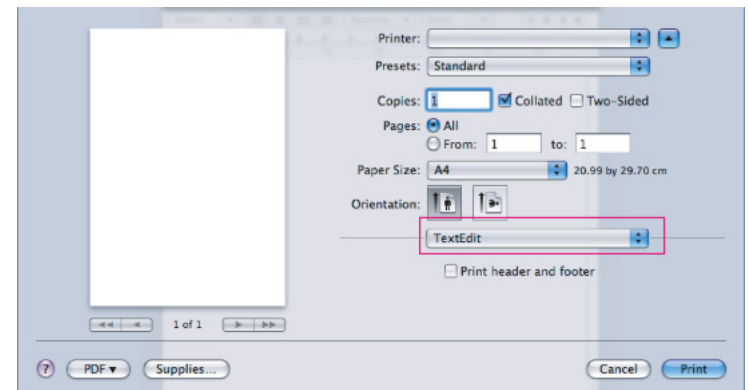 Printer:
Presets: Standard
Copies: 1 Collated Two-Sided
Pages: All
From: 1 to: 1
Paper Size: A4 20.99 by 29.70 cm
Orientation:
TextEdit
Print header and footer
1 of 1
? PDF▼ Supplies... Cancel Print